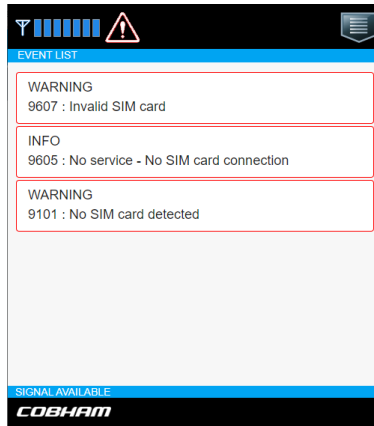 EVENT LIST
WARNING
9607 : Invalid SIM card
INFO
9605 : No service - No SIM card connection
WARNING
9101 : No SIM card detected
SIGNAL AVAILABLE
COBHAM